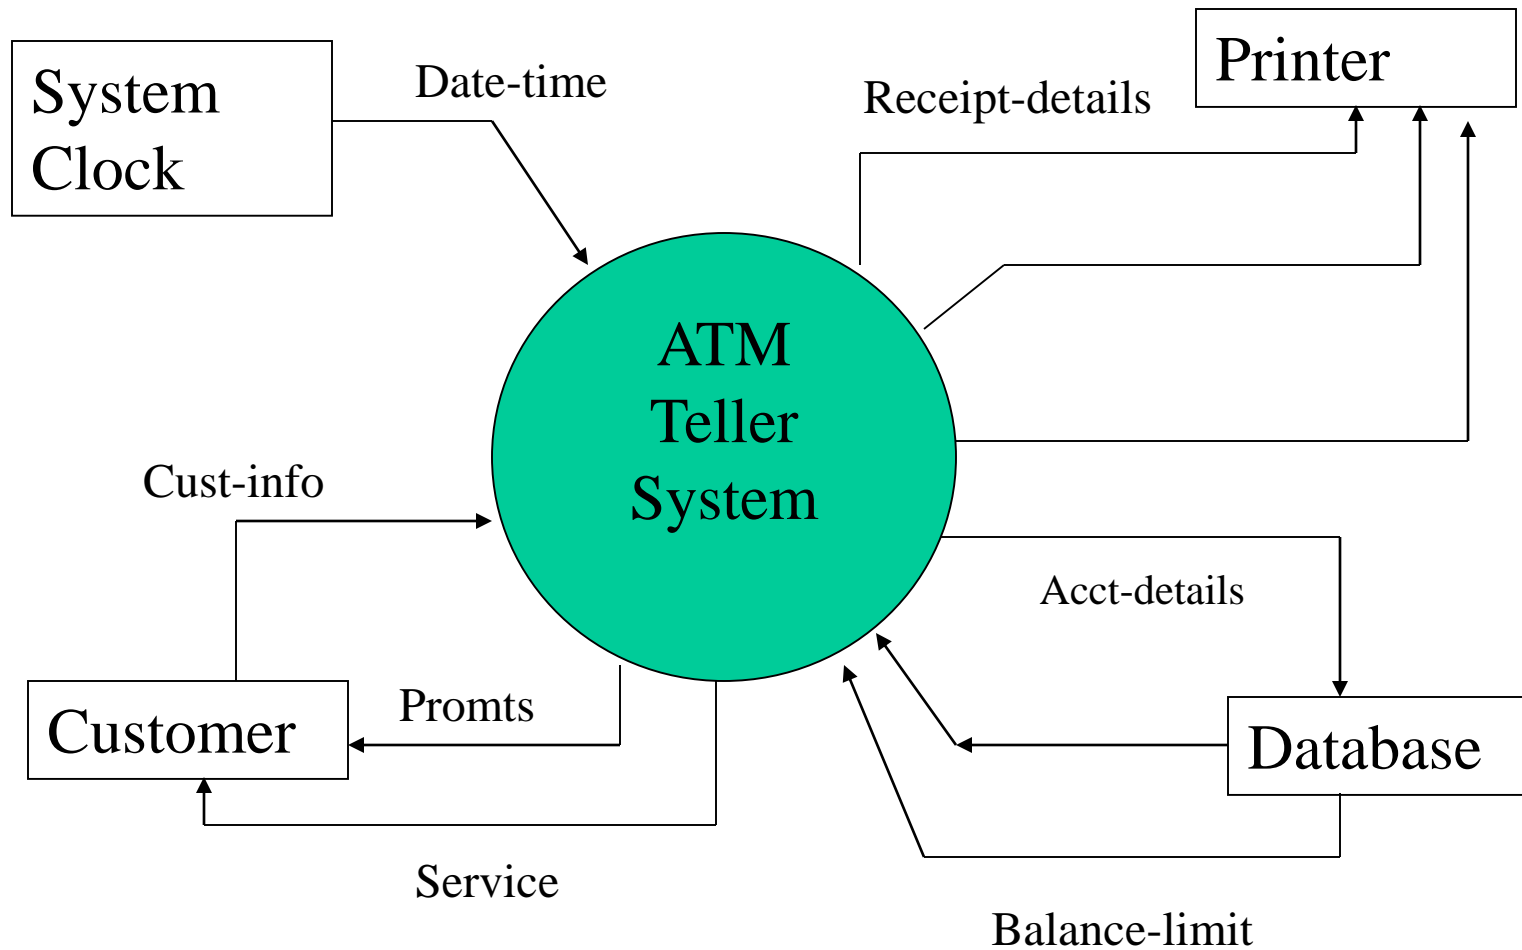 System
Clock
Date-time
Receipt-details
Printer
ATM
Teller
System
Cust-info
Acct-details
Customer
Promts
Database
Service
Balance-limit